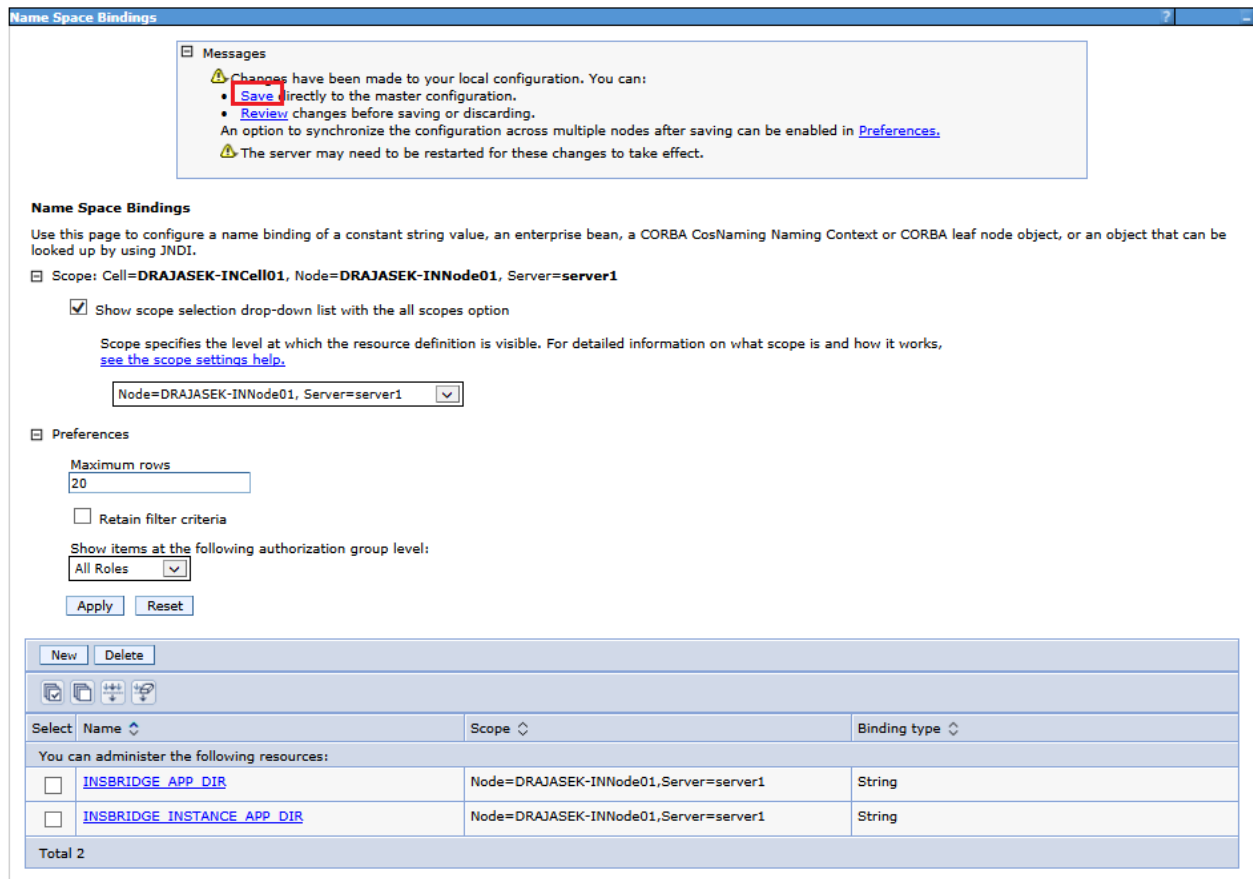 Name Space Bindings ? _
Messages
Changes have been made to your local configuration. You can:
• Save directly to the master configuration.
• Review changes before saving or discarding.
An option to synchronize the configuration across multiple nodes after saving can be enabled in Preferences.
The server may need to be restarted for these changes to take effect.
Name Space Bindings
Use this page to configure a name binding of a constant string value, an enterprise bean, a CORBA CosNaming Naming Context or CORBA leaf node object, or an object that can be
looked up by using JNDI.
Scope: Cell=DRAJASEK-INCell01, Node=DRAJASEK-INNode01, Server=server1
Show scope selection drop-down list with the all scopes option
Scope specifies the level at which the resource definition is visible. For detailed information on what scope is and how it works,
see the scope settings help.
Node=DRAJASEK-INNode01, Server=server1
Preferences
Maximum rows
20
Retain filter criteria
Show items at the following authorization group level:
All Roles
Apply Reset
New Delete
Select Name Scope Binding type
You can administer the following resources:
INSBRIDGE_APP_DIR Node=DRAJASEK-INNode01,Server=server1 String
INSBRIDGE_INSTANCE_APP_DIR Node=DRAJASEK-INNode01,Server=server1 String
Total 2